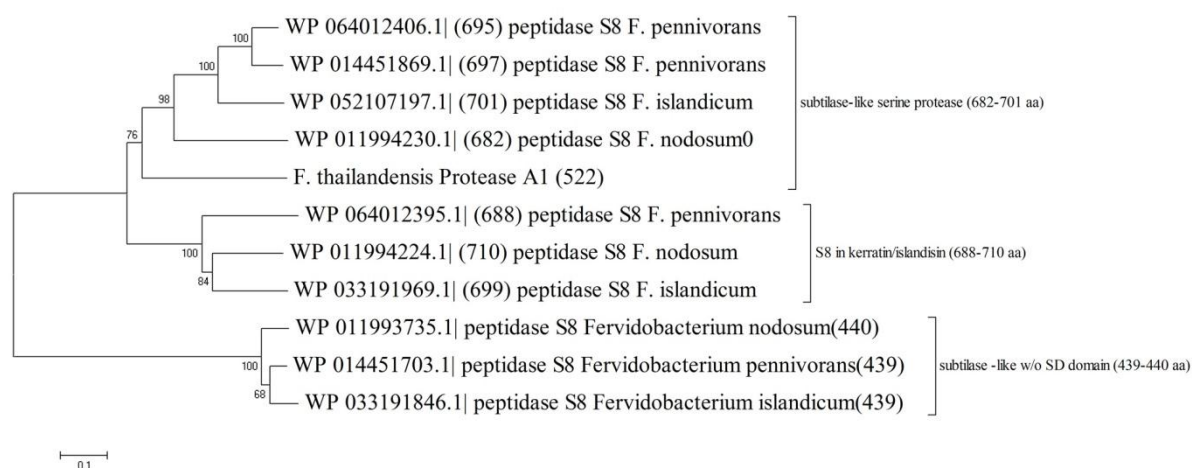 WP 064012406.1| (695) peptidase S8 F. pennivorans
100
WP 014451869.1| (697) peptidase S8 F. pennivorans
100
WP 052107197.1| (701) peptidase S8 F. islandicum
subtilase-like serine protease (682-701 aa)
98
WP 011994230.1| (682) peptidase S8 F. nodosum0
76
F. thailandensis Protease A1 (522)
WP 064012395.1| (688) peptidase S8 F. pennivorans
100
WP 011994224.1| (710) peptidase S8 F. nodosum
S8 in kerratin/islandisin (688-710 aa)
84
WP 033191969.1| (699) peptidase S8 F. islandicum
WP 011993735.1| peptidase S8 Fervidobacterium nodosum(440)
100
WP 014451703.1| peptidase S8 Fervidobacterium pennivorans(439)
subtilase -like w/o SD domain (439-440 aa)
68
WP 033191846.1| peptidase S8 Fervidobacterium islandicum(439)
0.1